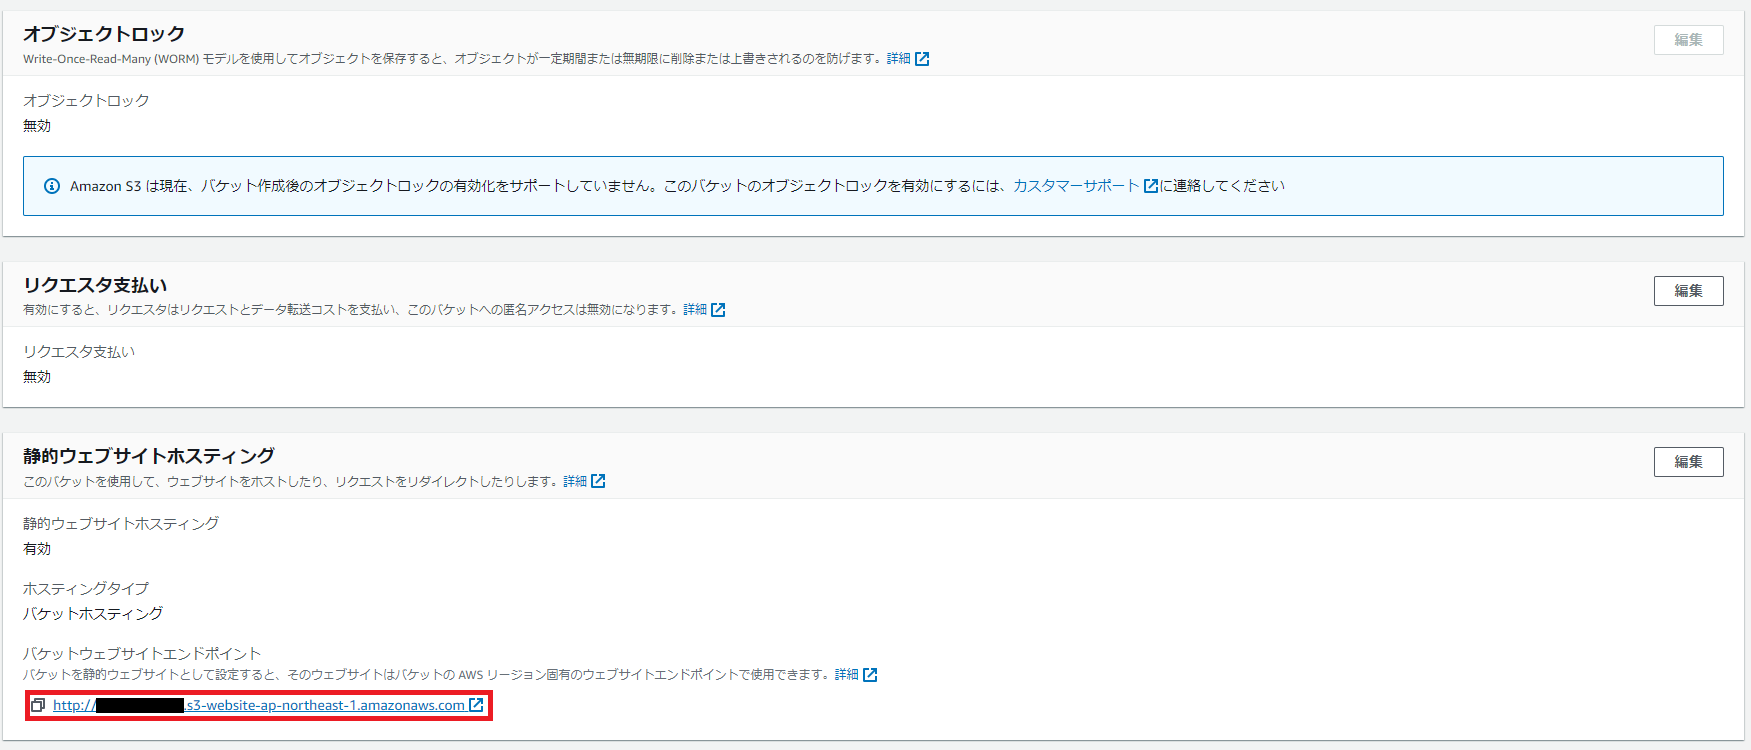 オブジェクトロック
編集
Write-Once-Read-Many (WORM) モデルを使用してオブジェクトを保存すると、オブジェクトが一定期間または無期限に削除または上書きされるのを防げます。詳細
オブジェクトロック
無効
Amazon S3 は現在、バケット作成後のオブジェクトロックの有効化をサポートしていません。このバケットのオブジェクトロックを有効にするには、カスタマーサポートに連絡してください
リクエスタ支払い
編集
有効にすると、リクエスタはリクエストとデータ転送コストを支払い、このバケットへの匿名アクセスは無効になります。詳細
リクエスタ支払い
無効
静的ウェブサイトホスティング
編集
このバケットを使用して、ウェブサイトをホストしたり、リクエストをリダイレクトしたりします。詳細
静的ウェブサイトホスティング
有効
ホスティングタイプ
バケットホスティング
バケットウェブサイトエンドポイント
バケットを静的ウェブサイトとして設定すると、そのウェブサイトはバケットの AWS リージョン固有のウェブサイトエンドポイントで使用できます。詳細
http:// .s3-website-ap-northeast-1.amazonaws.com